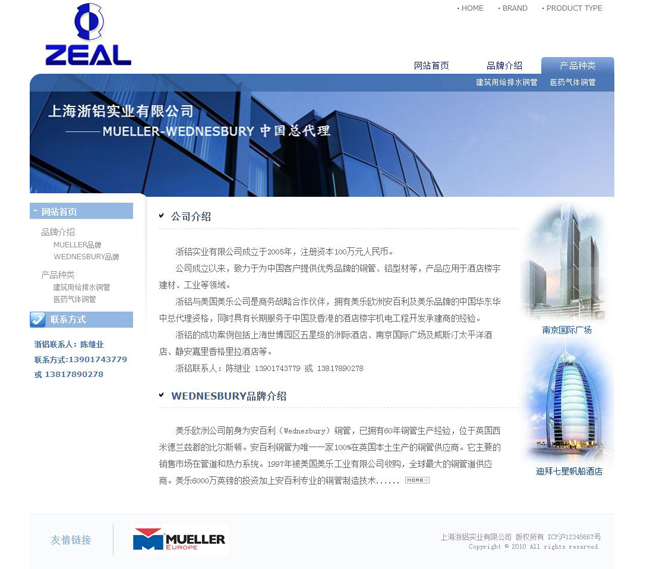 HOME BRAND PRODUCT TYPE
ZEAL
网站首页 品牌介绍 产品种类
建筑用给排水铜管 医药气体铜管
上海浙铝实业有限公司
MUELLER-WEDNESBURY 中国总代理
网站首页
品牌介绍
MUELLER品牌
WEDNESBURY品牌
产品种类
建筑用给排水铜管
医药气体铜管
联系方式
浙铝联系人：陈继业
联系方式:13901743779
或 13817890278
公司介绍
浙铝实业有限公司成立于2005年，注册资本100万元人民币。
公司成立以来，致力于为中国客户提供优秀品牌的铜管、铝型材等，产品应用于酒店楼宇
建材、工业等领域。
浙铝与美国美乐公司是商务战略合作伙伴，拥有美乐欧洲安百利及美乐品牌的中国华东华
中总代理资格，同时具有长期服务于中国及香港的酒店楼宇机电工程开发承建商的经验。
浙铝的成功案例包括上海世博园区五星级的洲际酒店、南京国际广场及威斯汀太平洋酒
店、静安嘉里香格里拉酒店等。
浙铝联系人：陈继业 13901743779 或 13817890278
WEDNESBURY品牌介绍
美乐欧洲公司前身为安百利（Wednesbury）铜管，已拥有60年铜管生产经验，位于英国西
米德兰兹郡的比尔斯顿。安百利铜管为唯一一家100%在英国本土生产的铜管供应商。它主要的
销售市场在管道和热力系统。1997年被美国美乐工业有限公司收购，全球最大的铜管道供应
商。美乐6000万英镑的投资加上安百利专业的铜管制造技术...... MORE
南京国际广场
迪拜七星帆船酒店
友情链接
MUELLER
EUROPE
上海浙铝实业有限公司 版权所有 ICP沪12345667号
Copyright © 2010 All rights reserved.